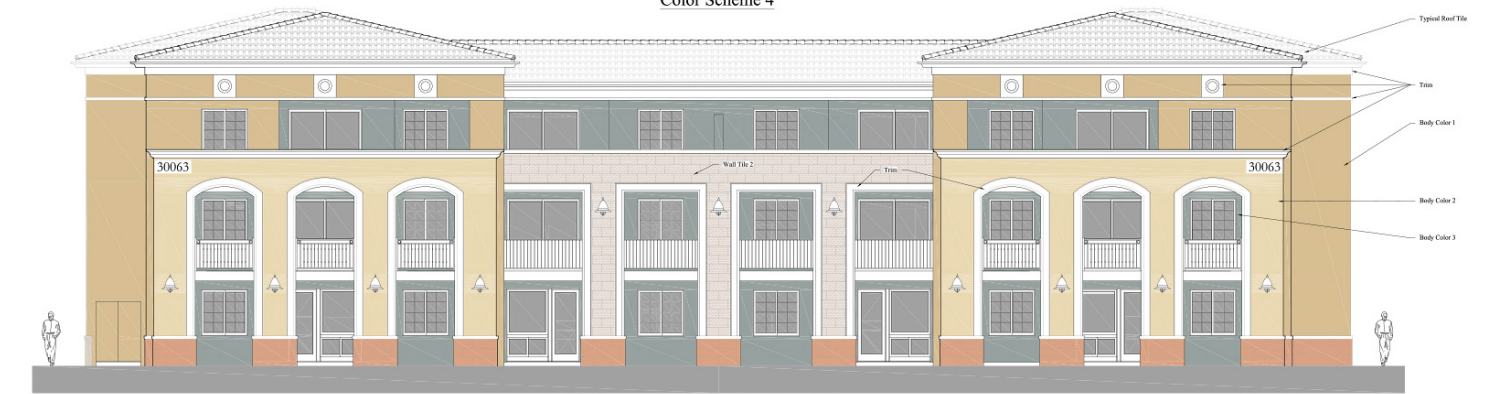 Color Scheme 4
Typical Roof Tile
Trim
Body Color 1
30063
30063
Wall Tile 2
Trim
Body Color 2
Body Color 3